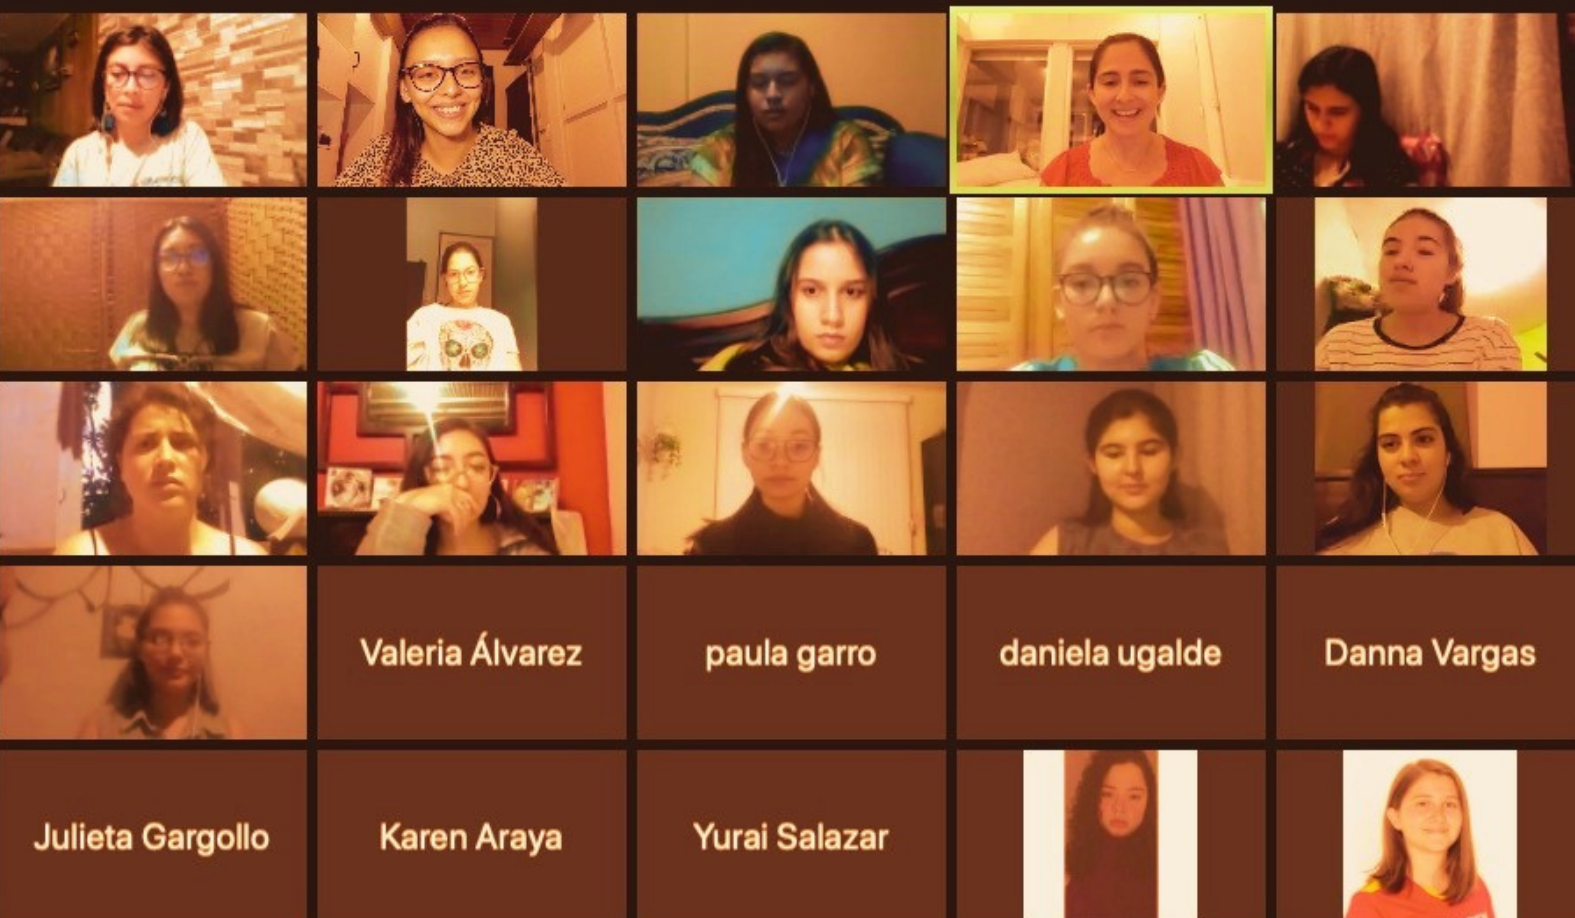 Valeria Álvarez
paula garro
daniela ugalde
Danna Vargas
Julieta Gargollo
Karen Araya
Yurai Salazar